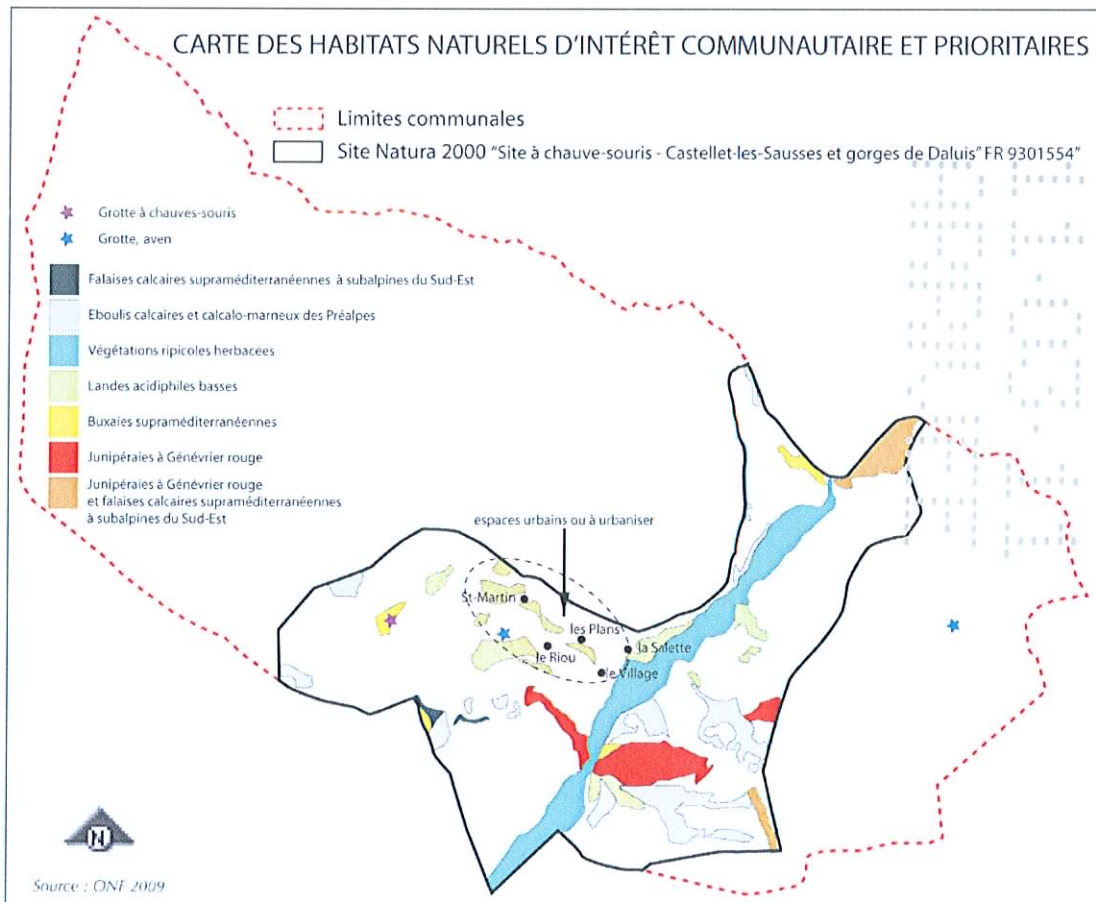 CARTE DES HABITATS NATURELS D'INTÉRÊT COMMUNAUTAIRE ET PRIORITAIRES
Limites communales
Site Natura 2000 "Site à chauve-souris - Castellet-les-Sausses et gorges de Daluis" FR 9301554"
Grotte à chauves-souris
Grotte, aven
Falaises calcaires supraméditerranéennes à subalpines du Sud-Est
Eboulis calcaires et calcalo-marneux des Préalpes
Végétations ripicoles herbacées
Landes acidiphiles basses
Buxaies supraméditerranéennes
Junipéraies à Génévrier rouge
Junipéraies à Génévrier rouge
et falaises calcaires supraméditerranéennes
à subalpines du Sud-Est
espaces urbains ou à urbaniser
St-Martin
les Plans
le Riou
la Salette
le Village
N
Source : ONF 2009